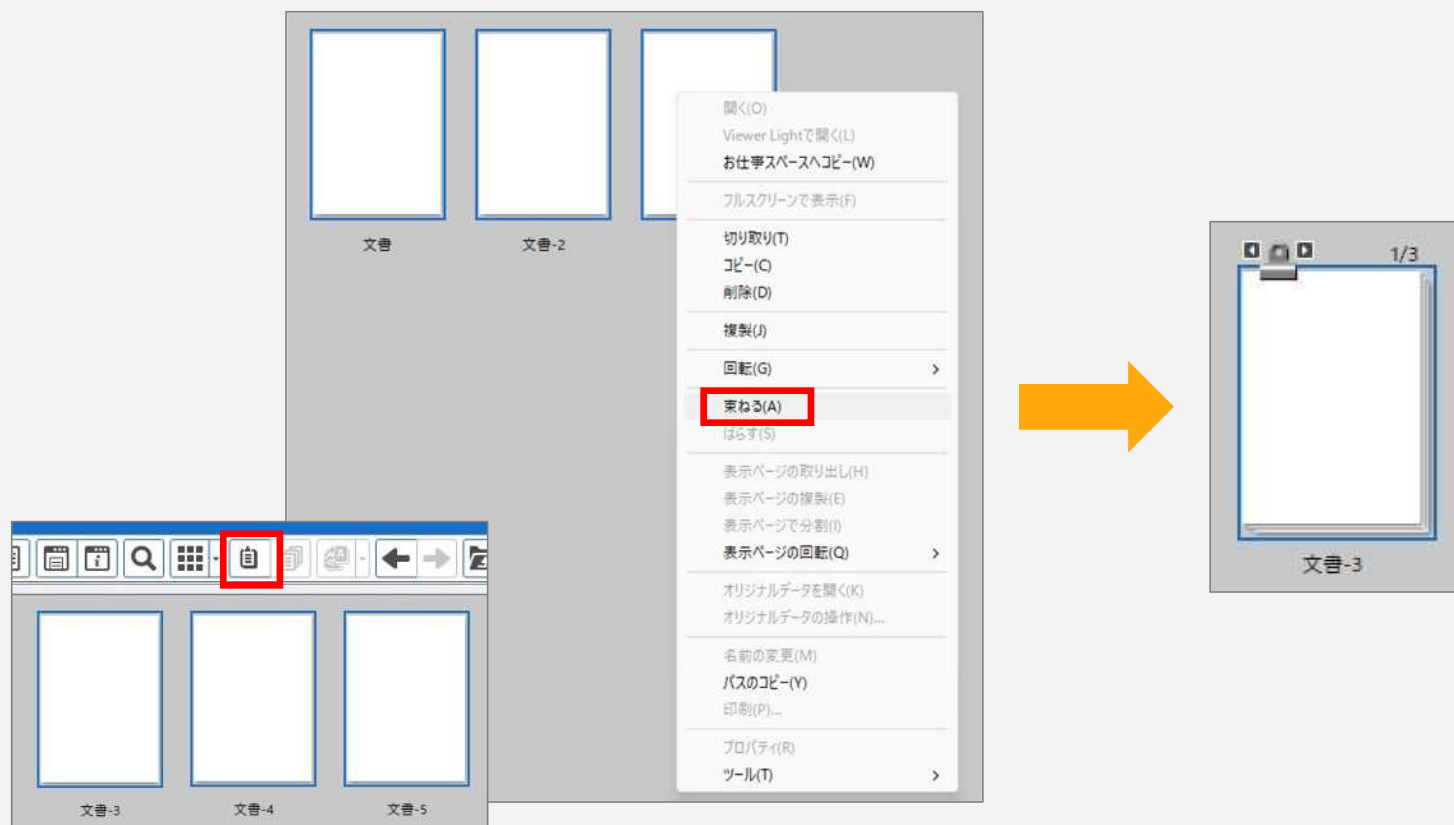 文書
文書-2
開く(O)
Viewer Lightで開く(L)
お仕事スペースへコピー(W)
フルスクリーンで表示(F)
切り取り(T)
コピー(C)
削除(D)
複製(J)
回転(G)
束ねる(A)
ばらす(S)
表示ページの取り出し(H)
表示ページの複製(E)
表示ページで分割(I)
表示ページの回転(Q)
オリジナルデータを開く(K)
オリジナルデータの操作(N)...
名前の変更(M)
パスのコピー(Y)
印刷(P)...
プロパティ(R)
ツール(T)
文書-3
文書-4
文書-5
1/3
文書-3